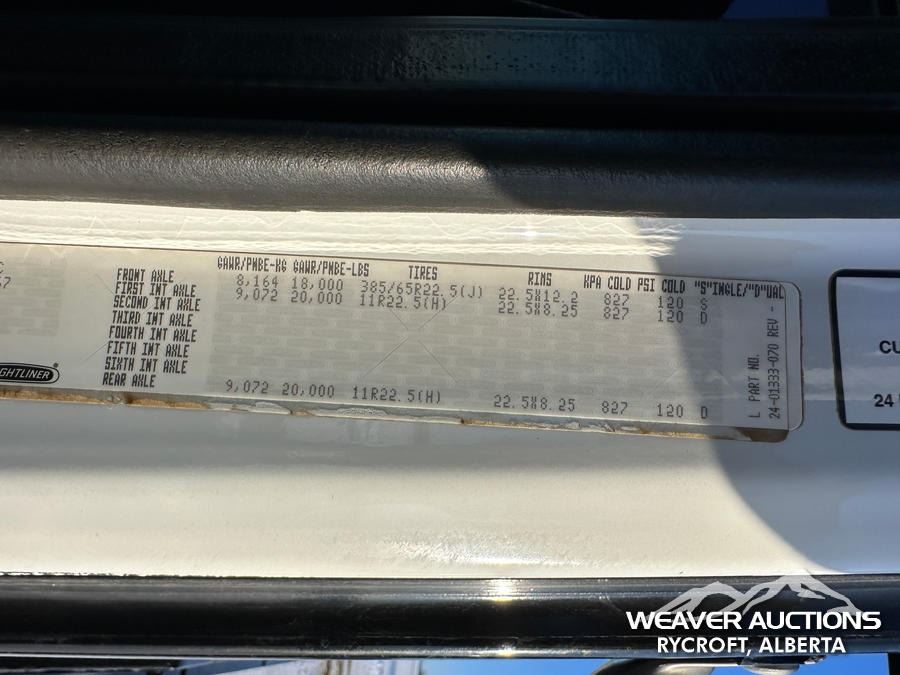 GAWR/PNBE-KG GAWR/PNBE-LBS TIRES RIMS KPA COLD PSI COLD "S"INGLE/"D"UAL
FRONT AXLE 8,164 18,000 385/65R22.5(J) 22.5X12.2 827 120 S
FIRST INT AXLE 9,072 20,000 11R22.5(H) 22.5X8.25 827 120 D
SECOND INT AXLE
THIRD INT AXLE
FOURTH INT AXLE
FIFTH INT AXLE
SIXTH INT AXLE
REAR AXLE 9,072 20,000 11R22.5(H) 22.5X8.25 827 120 D
L PART NO.
24-01333-070 REV -
GHTLINER
CU
24
WEAVER AUCTIONS
RYCROFT, ALBERTA